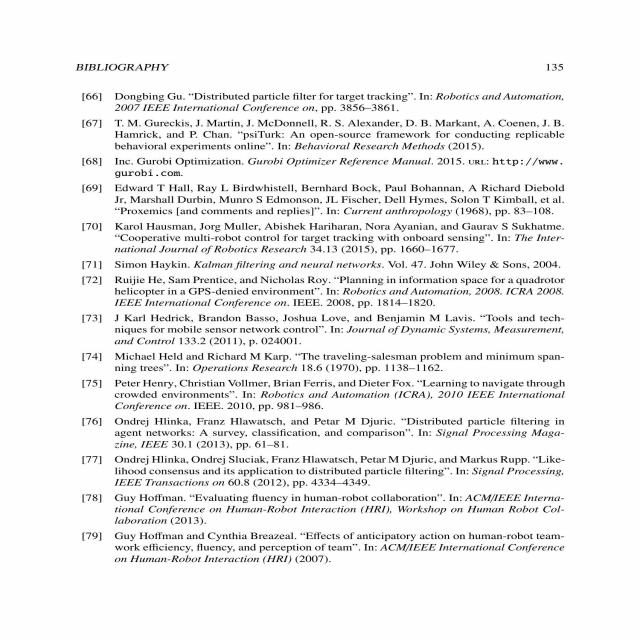 BIBLIOGRAPHY 135
[66] Dongbing Gu. “Distributed particle filter for target tracking”. In: Robotics and Automation,
2007 IEEE International Conference on, pp. 3856–3861.
[67] T. M. Gureckis, J. Martin, J. McDonnell, R. S. Alexander, D. B. Markant, A. Coenen, J. B.
Hamrick, and P. Chan. “psiTurk: An open-source framework for conducting replicable
behavioral experiments online”. In: Behavioral Research Methods (2015).
[68] Inc. Gurobi Optimization. Gurobi Optimizer Reference Manual. 2015. URL: http://www.
gurobi.com.
[69] Edward T Hall, Ray L Birdwhistell, Bernhard Bock, Paul Bohannan, A Richard Diebold
Jr, Marshall Durbin, Munro S Edmonson, JL Fischer, Dell Hymes, Solon T Kimball, et al.
“Proxemics [and comments and replies]”. In: Current anthropology (1968), pp. 83–108.
[70] Karol Hausman, Jorg Muller, Abishek Hariharan, Nora Ayanian, and Gaurav S Sukhatme.
“Cooperative multi-robot control for target tracking with onboard sensing”. In: The Inter-
national Journal of Robotics Research 34.13 (2015), pp. 1660–1677.
[71] Simon Haykin. Kalman filtering and neural networks. Vol. 47. John Wiley & Sons, 2004.
[72] Ruijie He, Sam Prentice, and Nicholas Roy. “Planning in information space for a quadrotor
helicopter in a GPS-denied environment”. In: Robotics and Automation, 2008. ICRA 2008.
IEEE International Conference on. IEEE. 2008, pp. 1814–1820.
[73] J Karl Hedrick, Brandon Basso, Joshua Love, and Benjamin M Lavis. “Tools and tech-
niques for mobile sensor network control”. In: Journal of Dynamic Systems, Measurement,
and Control 133.2 (2011), p. 024001.
[74] Michael Held and Richard M Karp. “The traveling-salesman problem and minimum span-
ning trees”. In: Operations Research 18.6 (1970), pp. 1138–1162.
[75] Peter Henry, Christian Vollmer, Brian Ferris, and Dieter Fox. “Learning to navigate through
crowded environments”. In: Robotics and Automation (ICRA), 2010 IEEE International
Conference on. IEEE. 2010, pp. 981–986.
[76] Ondrej Hlinka, Franz Hlawatsch, and Petar M Djuric. “Distributed particle filtering in
agent networks: A survey, classification, and comparison”. In: Signal Processing Maga-
zine, IEEE 30.1 (2013), pp. 61–81.
[77] Ondrej Hlinka, Ondrej Sluciak, Franz Hlawatsch, Petar M Djuric, and Markus Rupp. “Like-
lihood consensus and its application to distributed particle filtering”. In: Signal Processing,
IEEE Transactions on 60.8 (2012), pp. 4334–4349.
[78] Guy Hoffman. “Evaluating fluency in human-robot collaboration”. In: ACM/IEEE Interna-
tional Conference on Human-Robot Interaction (HRI), Workshop on Human Robot Col-
laboration (2013).
[79] Guy Hoffman and Cynthia Breazeal. “Effects of anticipatory action on human-robot team-
work efficiency, fluency, and perception of team”. In: ACM/IEEE International Conference
on Human-Robot Interaction (HRI) (2007).